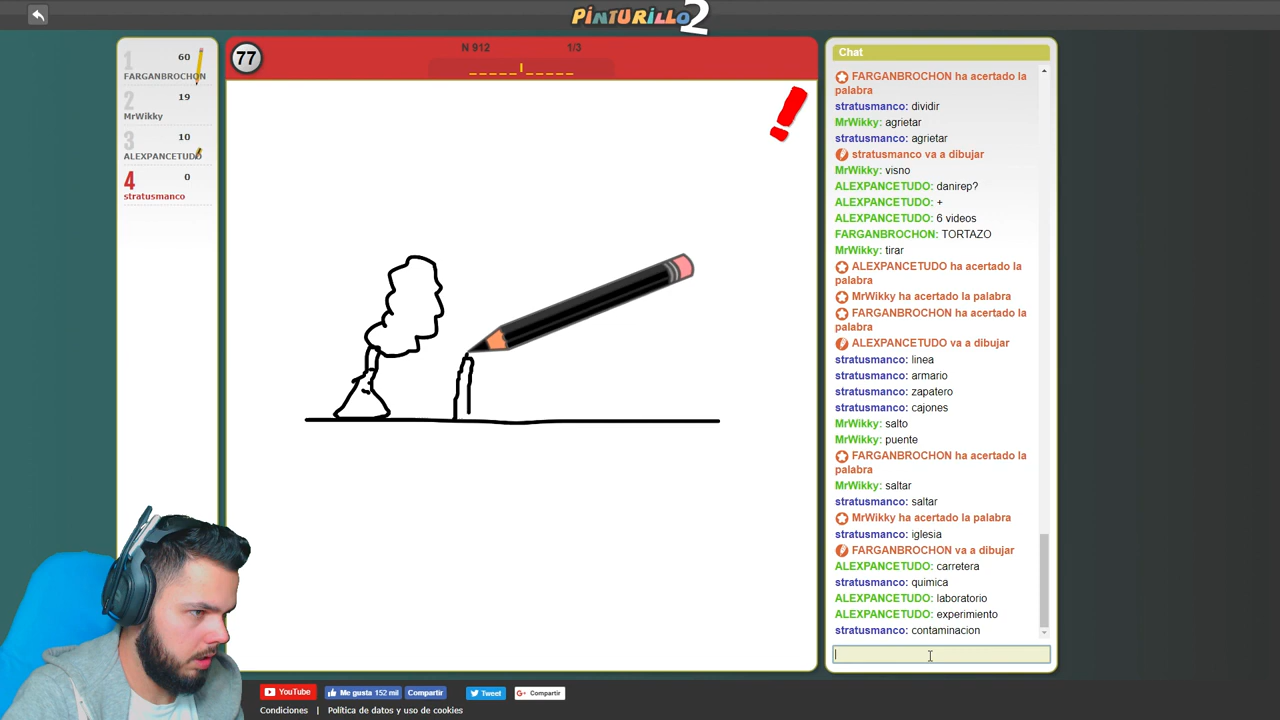 PINTURILLO 2
77
N 912
1/3
_ _ _ _ _ I _ _ _ _ _
1
60
FARGANBROCHON
2
19
MrWikky
3
10
ALEXPANCETUDO
4
0
stratusmanco
!
Chat
FARGANBROCHON ha acertado la
palabra
stratusmanco: dividir
MrWikky: agrietar
stratusmanco: agrietar
stratusmanco va a dibujar
MrWikky: visno
ALEXPANCETUDO: danirep?
ALEXPANCETUDO: +
ALEXPANCETUDO: 6 videos
FARGANBROCHON: TORTAZO
MrWikky: tirar
ALEXPANCETUDO ha acertado la
palabra
MrWikky ha acertado la palabra
FARGANBROCHON ha acertado la
palabra
ALEXPANCETUDO va a dibujar
stratusmanco: linea
stratusmanco: armario
stratusmanco: zapatero
stratusmanco: cajones
MrWikky: salto
MrWikky: puente
FARGANBROCHON ha acertado la
palabra
MrWikky: saltar
stratusmanco: saltar
MrWikky ha acertado la palabra
stratusmanco: iglesia
FARGANBROCHON va a dibujar
ALEXPANCETUDO: carretera
stratusmanco: quimica
ALEXPANCETUDO: laboratorio
ALEXPANCETUDO: experimiento
stratusmanco: contaminacion
YouTube
Me gusta 152 mil
Compartir
Tweet
G+ Compartir
Condiciones | Política de datos y uso de cookies